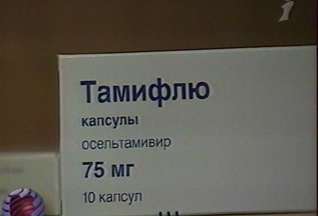 Тамифлю
капсулы
осельтамивир
75 мг
10 капсул